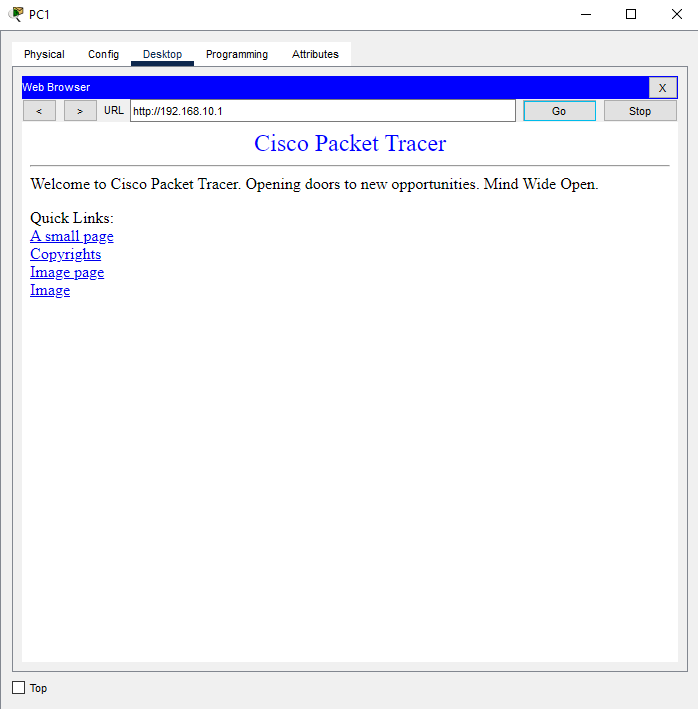 PC1
Physical Config Desktop Programming Attributes
Web Browser X
< > URL http://192.168.10.1 Go Stop
Cisco Packet Tracer
Welcome to Cisco Packet Tracer. Opening doors to new opportunities. Mind Wide Open.
Quick Links:
A small page
Copyrights
Image page
Image
Top